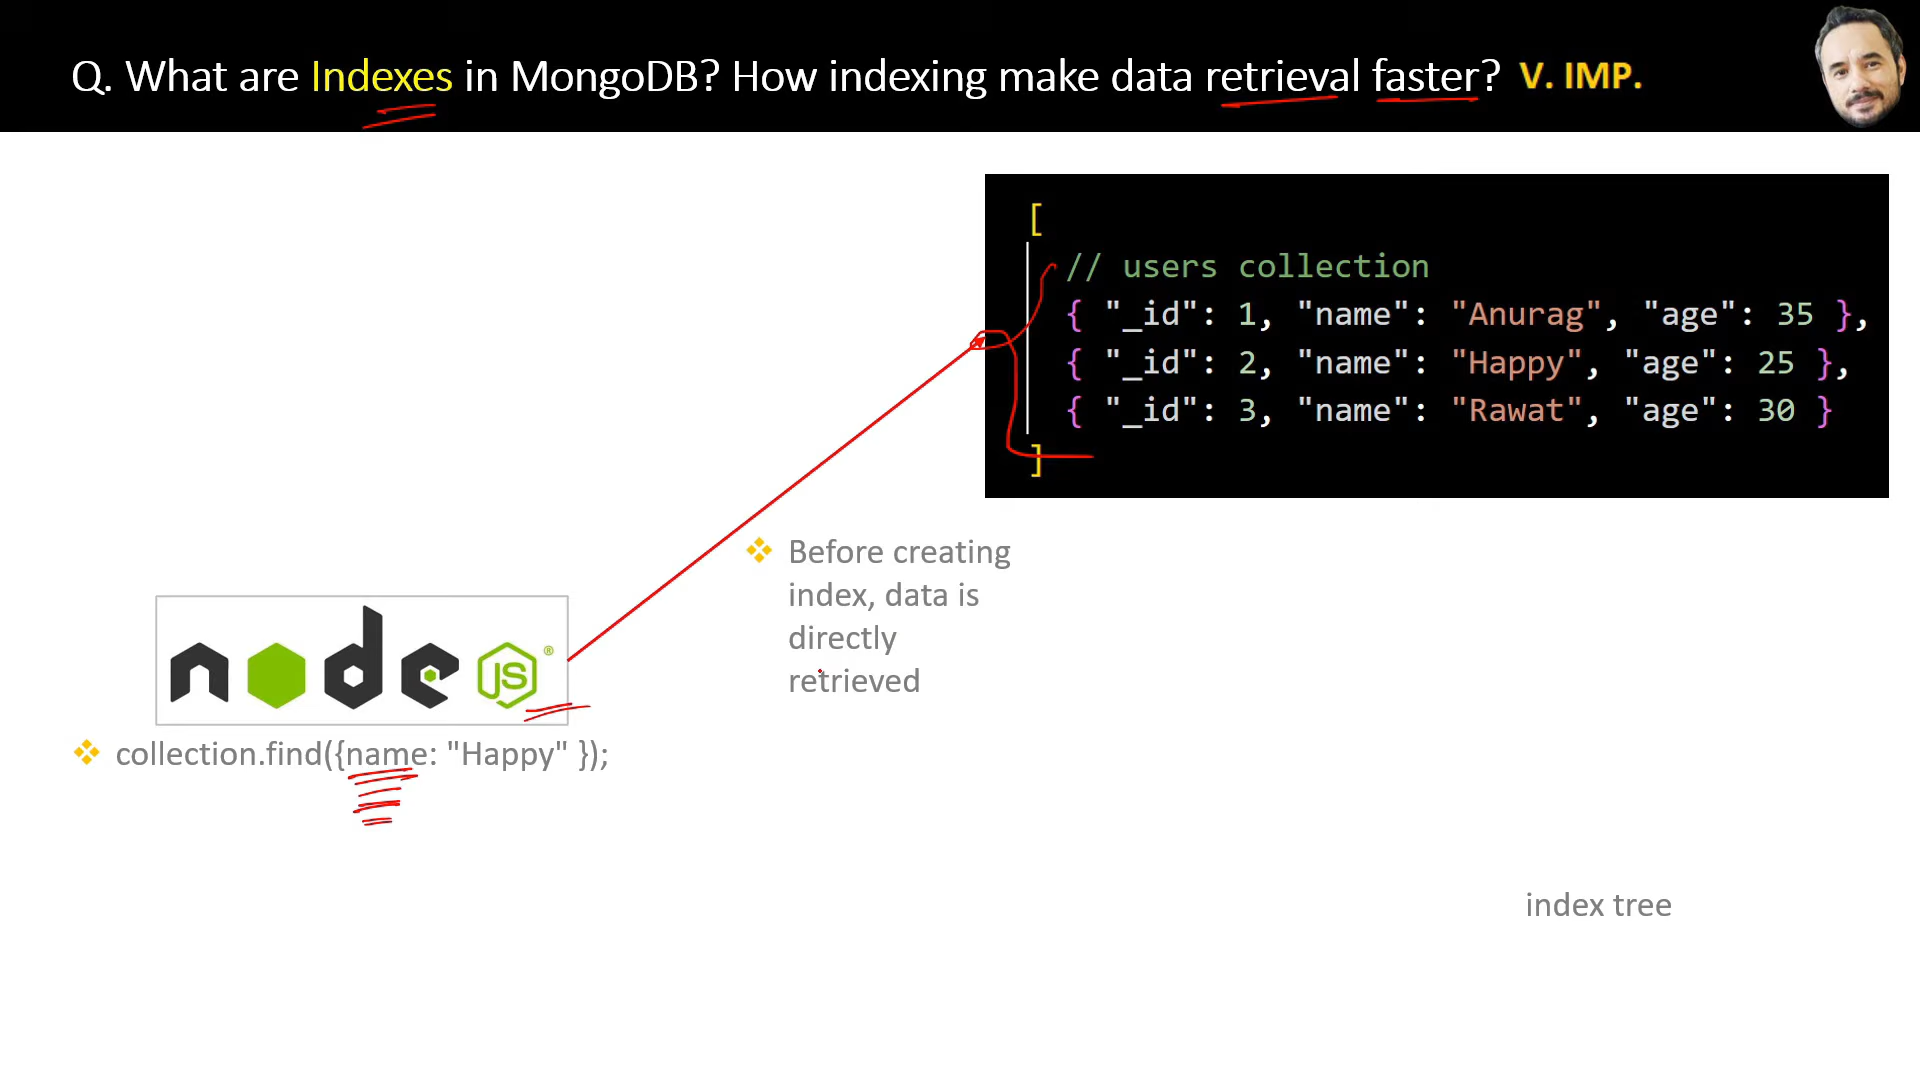 Q. What are Indexes in MongoDB? How indexing make data retrieval faster? V. IMP.
[
// users collection
{ "_id": 1, "name": "Anurag", "age": 35 },
{ "_id": 2, "name": "Happy", "age": 25 },
{ "_id": 3, "name": "Rawat", "age": 30 }
]
Before creating
index, data is
directly
retrieved
node JS ®
collection.find({name: "Happy" });
index tree